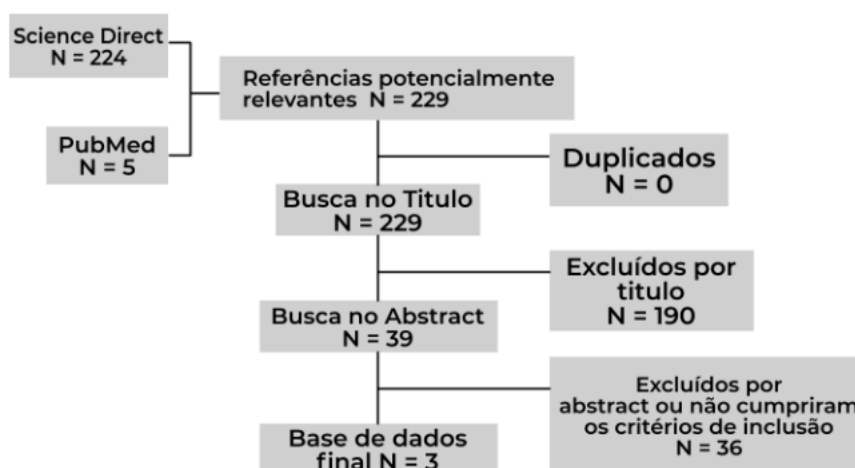 Science Direct
N = 224
Referências potencialmente
relevantes N = 229
PubMed
N = 5
Duplicados
N = 0
Busca no Titulo
N = 229
Excluídos por
titulo
N = 190
Busca no Abstract
N = 39
Excluídos por
abstract ou não cumpriram
os critérios de inclusão
N = 36
Base de dados
final N = 3